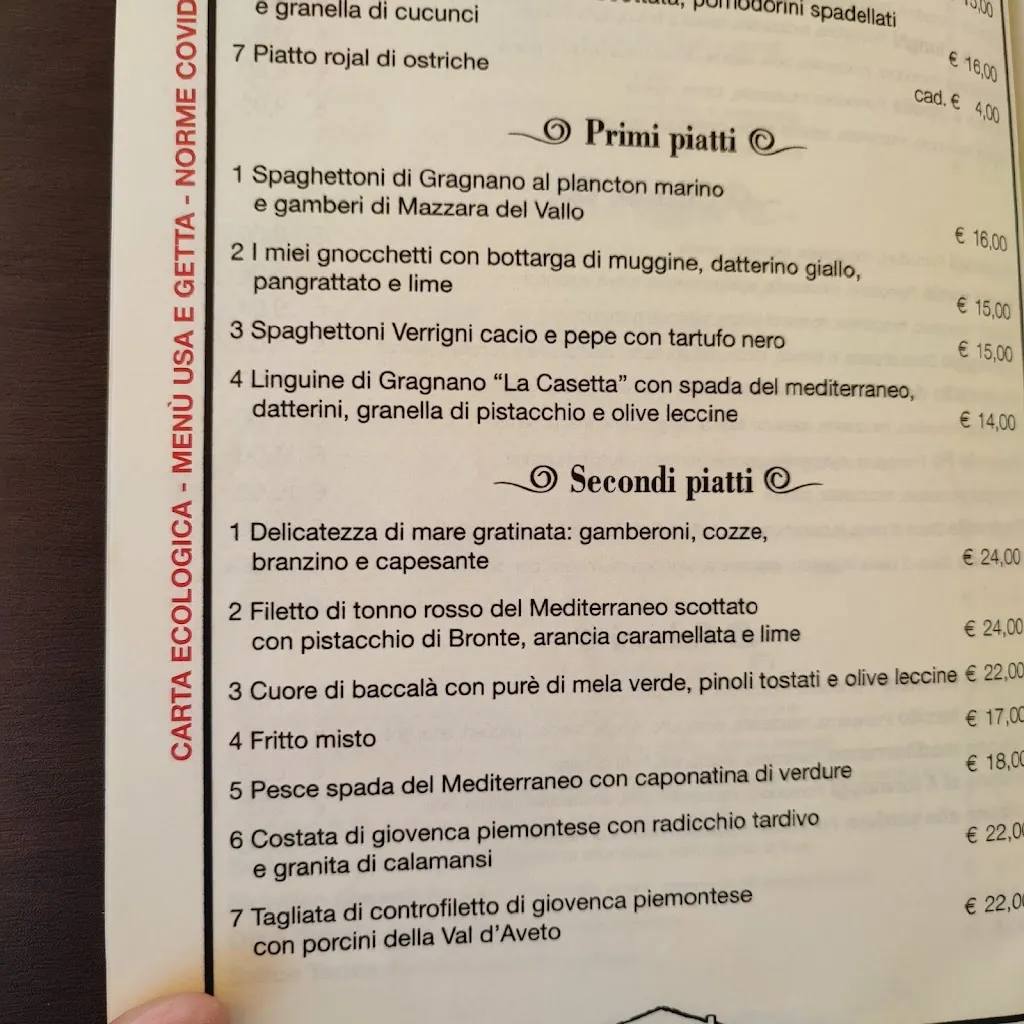 pomodorini spadellati
e granella di cucunci
€ 16,00
7 Piatto rojal di ostriche
cad. € 4,00
Primi piatti
1 Spaghettoni di Gragnano al plancton marino
e gamberi di Mazzara del Vallo
€ 16,00
2 I miei gnocchetti con bottarga di muggine, datterino giallo,
pangrattato e lime
€ 15,00
3 Spaghettoni Verrigni cacio e pepe con tartufo nero
€ 15,00
4 Linguine di Gragnano “La Casetta” con spada del mediterraneo,
datterini, granella di pistacchio e olive leccine
€ 14,00
Secondi piatti
1 Delicatezza di mare gratinata: gamberoni, cozze,
branzino e capesante
€ 24,00
2 Filetto di tonno rosso del Mediterraneo scottato
con pistacchio di Bronte, arancia caramellata e lime
€ 24,00
3 Cuore di baccalà con purè di mela verde, pinoli tostati e olive leccine € 22,00
4 Fritto misto
€ 17,00
5 Pesce spada del Mediterraneo con caponatina di verdure
€ 18,00
6 Costata di giovenca piemontese con radicchio tardivo
e granita di calamansi
€ 22,00
7 Tagliata di controfiletto di giovenca piemontese
con porcini della Val d’Aveto
€ 22,00
CARTA ECOLOGICA - MENÙ USA E GETTA - NORME COVID